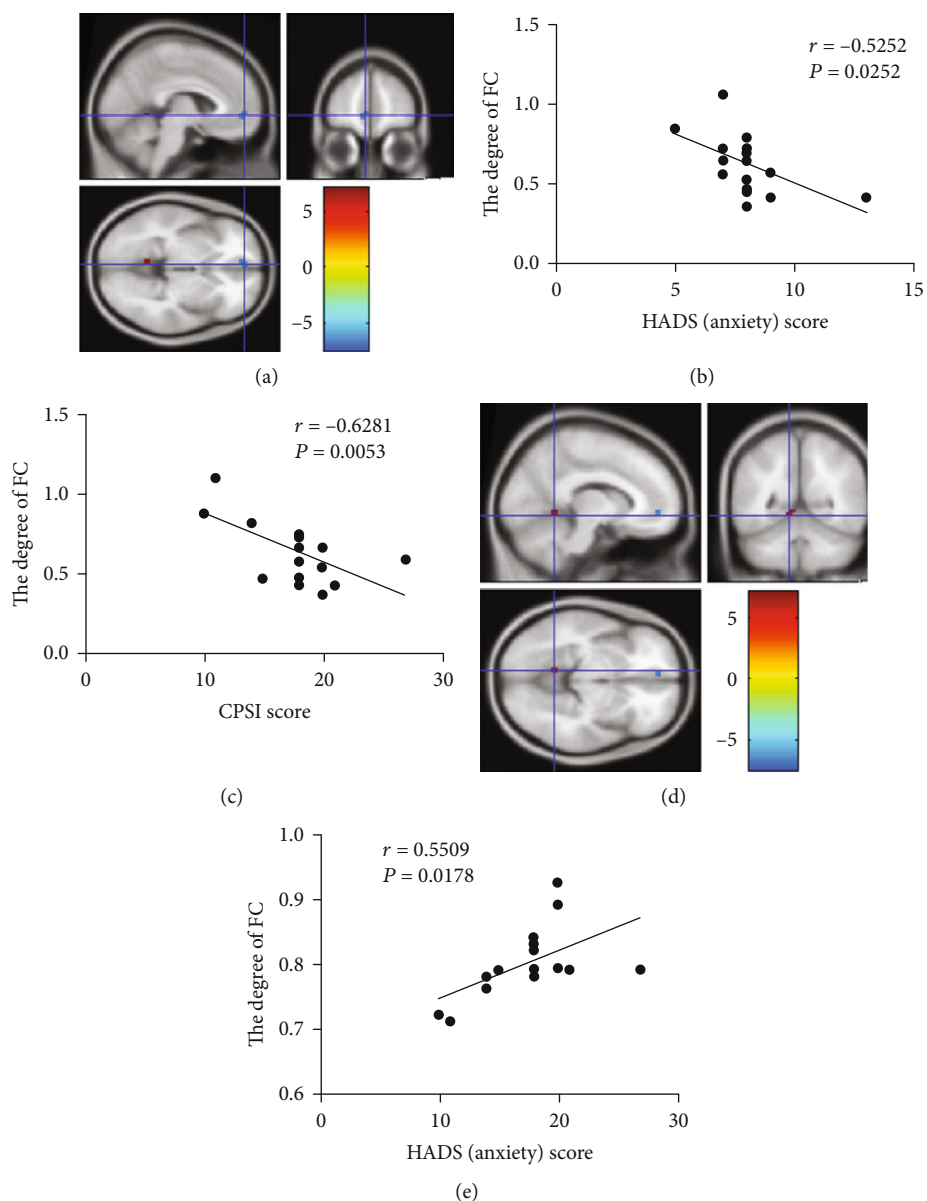 5
0
−5
(a)
1.5
1.0
0.5
0.0
The degree of FC
r = –0.5252
P = 0.0252
0 5 10 15
HADS (anxiety) score
(b)
1.5
1.0
0.5
0.0
The degree of FC
r = –0.6281
P = 0.0053
0 10 20 30
CPSI score
(c)
5
0
−5
(d)
1.0
0.9
0.8
0.7
0.6
The degree of FC
r = 0.5509
P = 0.0178
0 10 20 30
HADS (anxiety) score
(e)